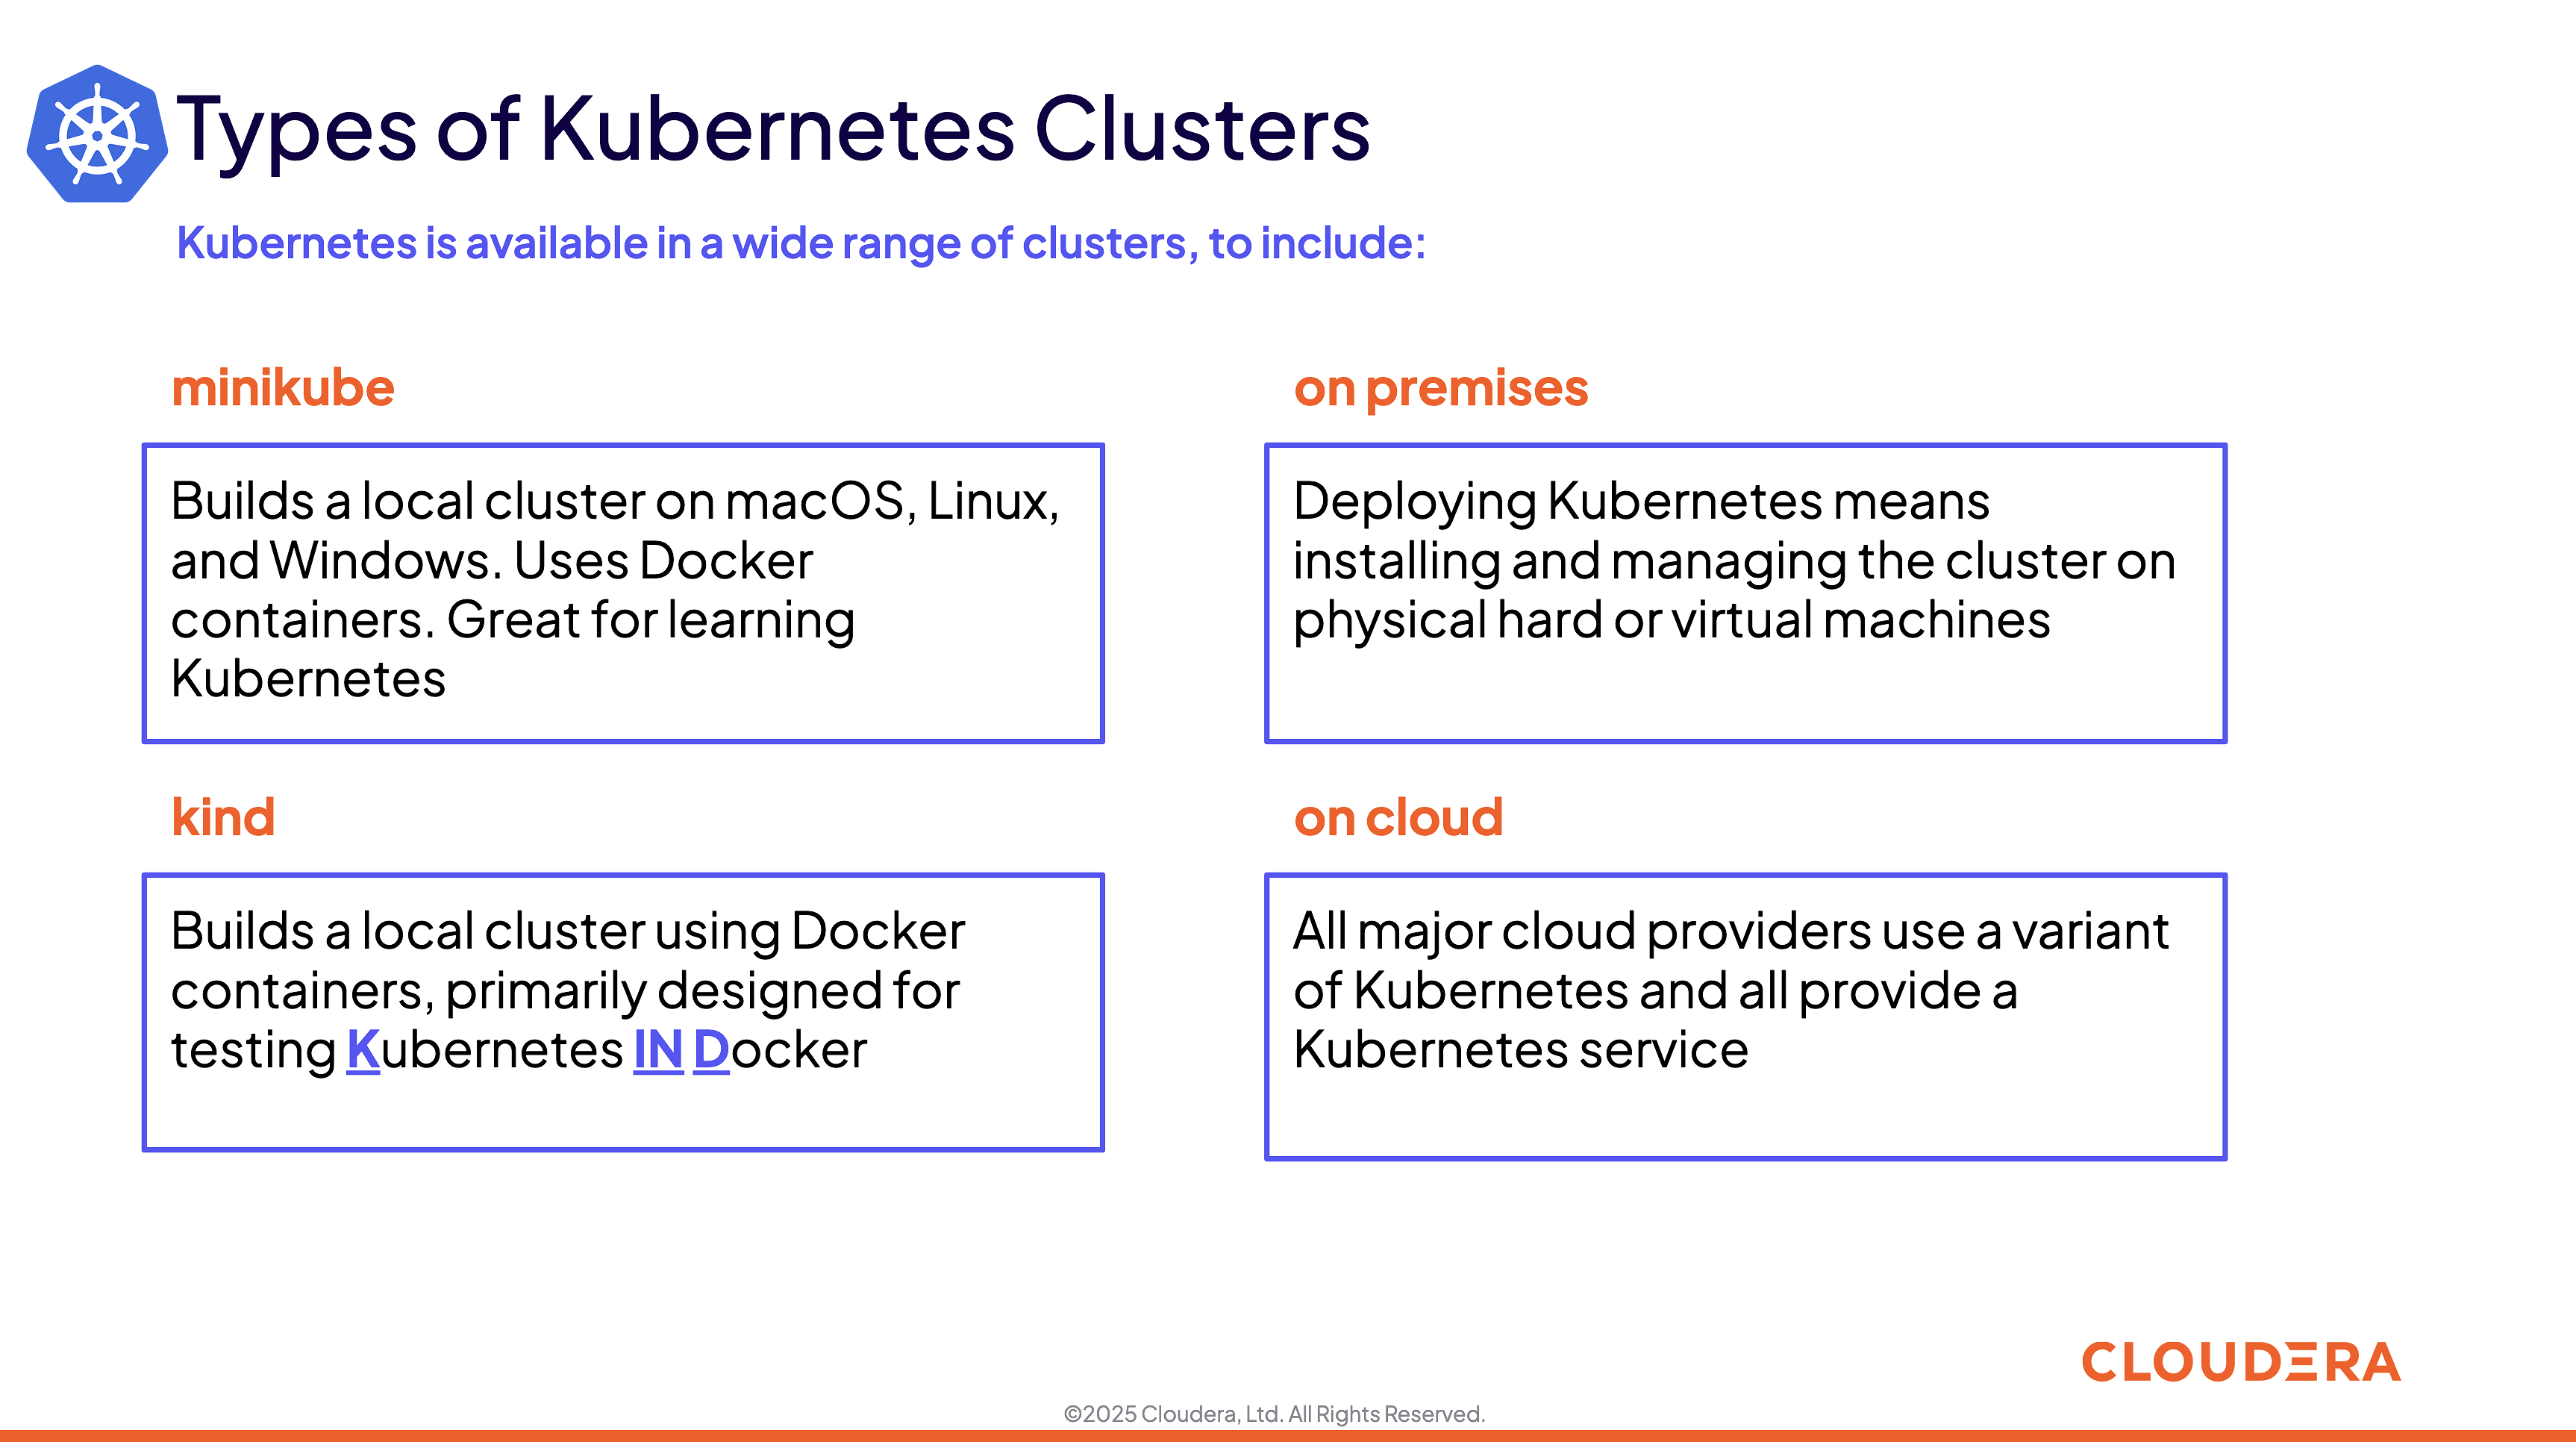 Types of Kubernetes Clusters
Kubernetes is available in a wide range of clusters, to include:
minikube
Builds a local cluster on macOS, Linux,
and Windows. Uses Docker
containers. Great for learning
Kubernetes
on premises
Deploying Kubernetes means
installing and managing the cluster on
physical hard or virtual machines
kind
Builds a local cluster using Docker
containers, primarily designed for
testing Kubernetes IN Docker
on cloud
All major cloud providers use a variant
of Kubernetes and all provide a
Kubernetes service
CLOUDERA
©2025 Cloudera, Ltd. All Rights Reserved.